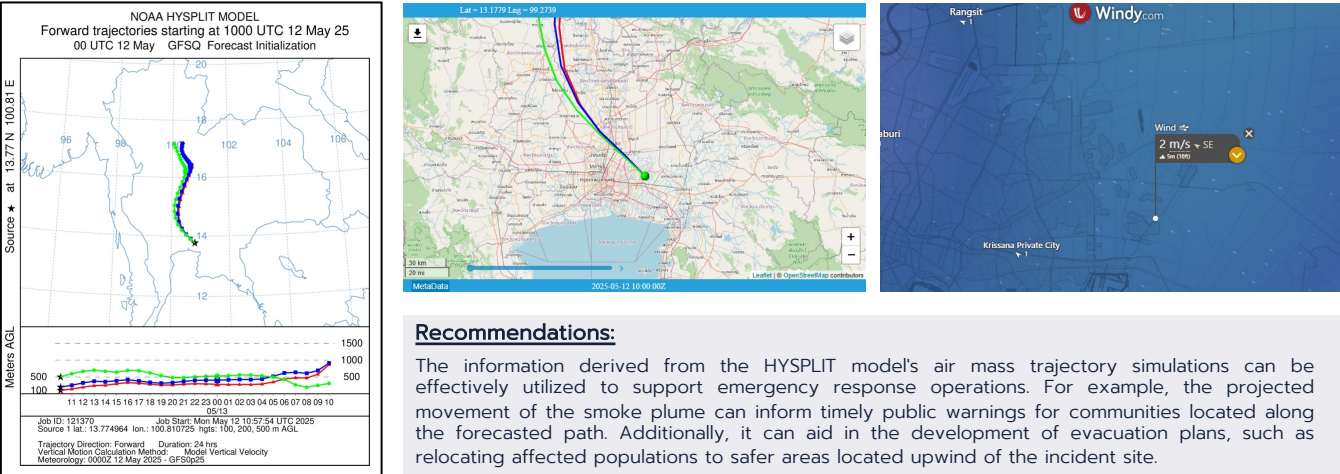 NOAA HYSPLIT MODEL
Forward trajectories starting at 1000 UTC 12 May 25
00 UTC 12 May GFSQ Forecast Initialization
Source ★ at 13.77 N 100.81 E
20
18
96
98
100
102
104
106
16
14
12
Meters AGL
1500
1000
500
500
100
11 12 13 14 15 16 17 18 19 20 21 22 23 00 01 02 03 04 05 06 07 08 09 10
05/13
Job ID: 121370 Job Start: Mon May 12 10:57:54 UTC 2025
Source 1 lat.: 13.774964 lon.: 100.810725 hgts: 100, 200, 500 m AGL
Trajectory Direction: Forward Duration: 24 hrs
Vertical Motion Calculation Method: Model Vertical Velocity
Meteorology: 0000Z 12 May 2025 - GFS0p25
Lat = 13.1779 Lng = 99.2739
+
−
30 km
20 mi
Leaflet | © OpenStreetMap contributors
MetaData
2025-05-12 10:00:00Z
Rangsit
1
Windy.com
aburi
Wind
2 m/s SE
5m (16ft)
Krissana Private City
1
Recommendations:
The information derived from the HYSPLIT model's air mass trajectory simulations can be
effectively utilized to support emergency response operations. For example, the projected
movement of the smoke plume can inform timely public warnings for communities located along
the forecasted path. Additionally, it can aid in the development of evacuation plans, such as
relocating affected populations to safer areas located upwind of the incident site.